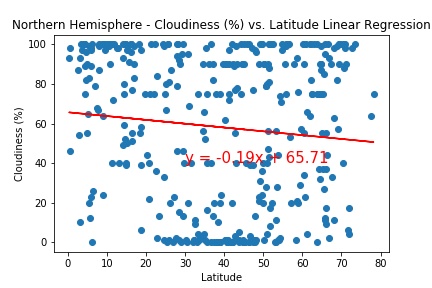 Northern Hemisphere - Cloudiness (%) vs. Latitude Linear Regression
100
80
60
40
20
0
Cloudiness (%)
y = -0.19x + 65.71
0 10 20 30 40 50 60 70 80
Latitude